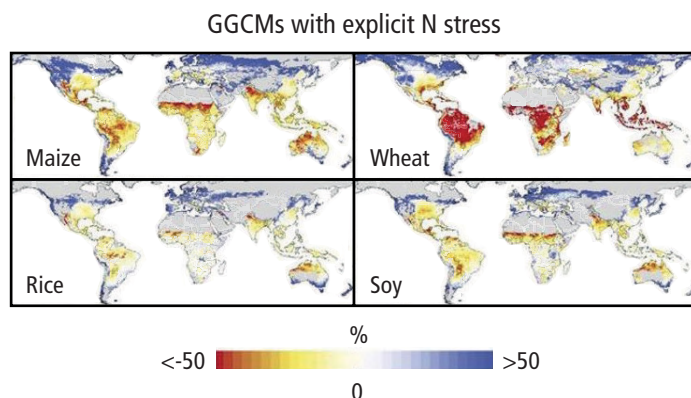 GGCMs with explicit N stress
Maize
Wheat
Rice
Soy
%
<-50 >50
0